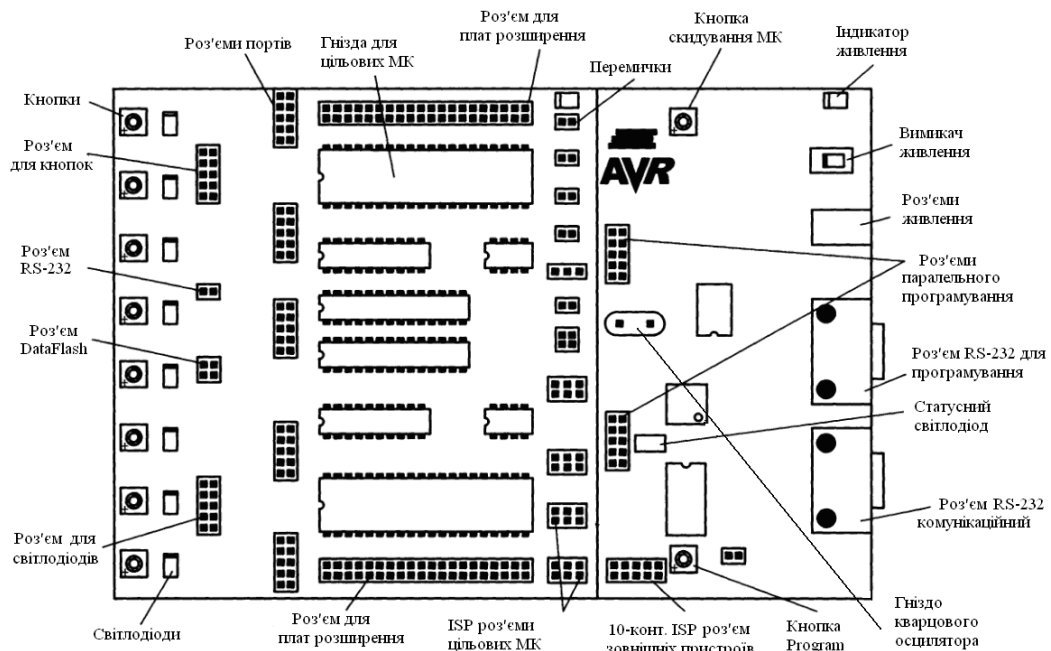 Роз'єми портів
Гнізда для
цільових МК
Роз'єм для
плат розширення
Кнопка
скидування МК
Індикатор
живлення
Перемички
Кнопки
Роз'єм
для кнопок
AVR
Вимикач
живлення
Роз'єми
живлення
Роз'єм
RS-232
Роз'єми
паралельного
програмування
Роз'єм
DataFlash
Роз'єм RS-232 для
програмування
Статусний
світлодіод
Роз'єм RS-232
комунікаційний
Роз'єм для
світлодіодів
Світлодіоди
Роз'єм для
плат розширення
ISP роз'єми
цільових МК
10-конт. ISP роз'єм
зовнішніх пристроїв
Кнопка
Program
Гніздо
кварцового
осцилятора